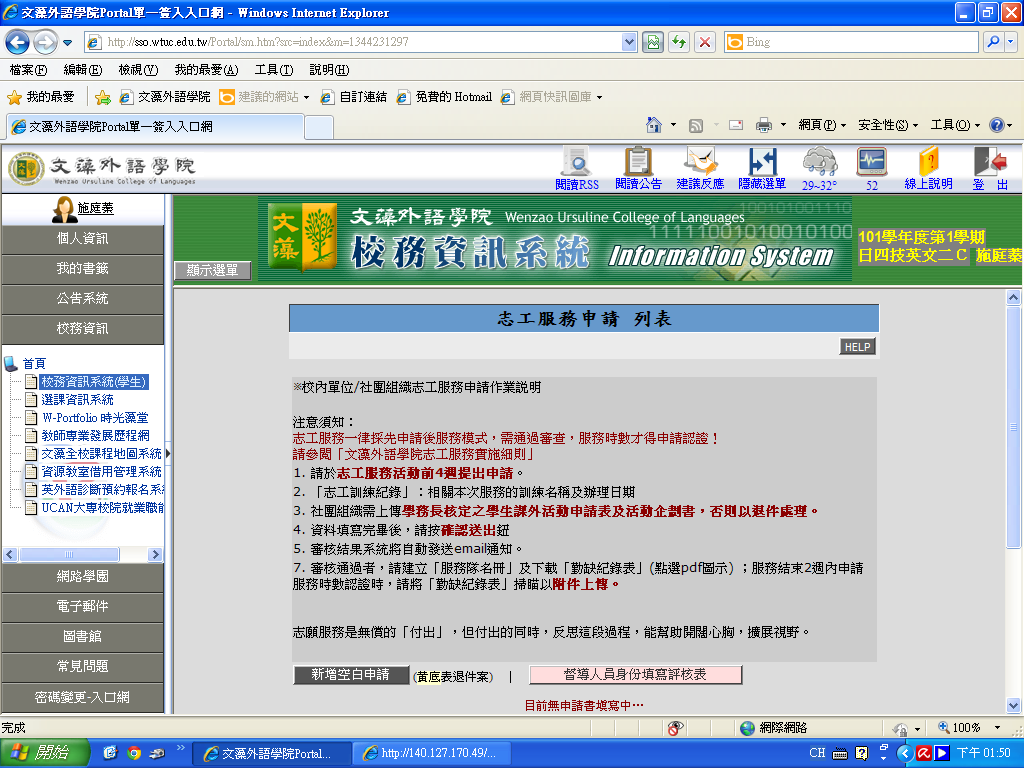 文藻外語學院Portal單一簽入入口網 - Windows Internet Explorer
http://sso.wtuc.edu.tw/Portal/sm.htm?src=index&m=1344231297
Bing
檔案(F) 編輯(E) 檢視(V) 我的最愛(A) 工具(T) 說明(H)
我的最愛 文藻外語學院 建議的網站 自訂連結 免費的 Hotmail 網頁快訊圖庫
文藻外語學院Portal單一簽入入口網
網頁(P) 安全性(S) 工具(O)
文藻外語學院
Wenzao Ursuline College of Languages
閱讀RSS 閱讀公告 建議反應 隱藏選單 29~32° 52 線上說明 登 出
施庭蓁
個人資訊
我的書籤
公告系統
校務資訊
首頁
校務資訊系統(學生)
選課資訊系統
W-Portfolio 時光藻堂
教師專業發展歷程網
文藻全校課程地圖系統
資源教室借用管理系統
英外語診斷預約報名系
UCAN大專校院就業職能
網路學園
電子郵件
圖書館
常見問題
密碼變更-入口網
顯示選單
文藻
文藻外語學院 Wenzao Ursuline College of Languages
校務資訊系統 Information System
101學年度第1學期
日四技英文二C 施庭蓁
志工服務申請 列表
HELP
※校內單位/社團組織志工服務申請作業說明
注意須知：
志工服務一律採先申請後服務模式，需通過審查，服務時數才得申請認證！
請參閱「文藻外語學院志工服務實施細則」
1. 請於志工服務活動前4週提出申請。
2. 「志工訓練紀錄」：相關本次服務的訓練名稱及辦理日期
3. 社團組織需上傳學務長核定之學生課外活動申請表及活動企劃書，否則以退件處理。
4. 資料填寫完畢後，請按確認送出鈕
5. 審核結果系統將自動發送email通知。
7. 審核通過者，請建立「服務隊名冊」及下載「勤缺紀錄表」(點選pdf圖示) ；服務結束2週內申請
服務時數認證時，請將「勤缺紀錄表」掃瞄以附件上傳。
志願服務是無償的「付出」，但付出的同時，反思這段過程，能幫助開闊心胸，擴展視野。
新增空白申請 (黃底表退件案) | 督導人員身份填寫評核表
目前無申請書填寫中…
完成 網際網路 100%
開始 文藻外語學院Portal... http://140.127.170.49/... CH 下午 01:50